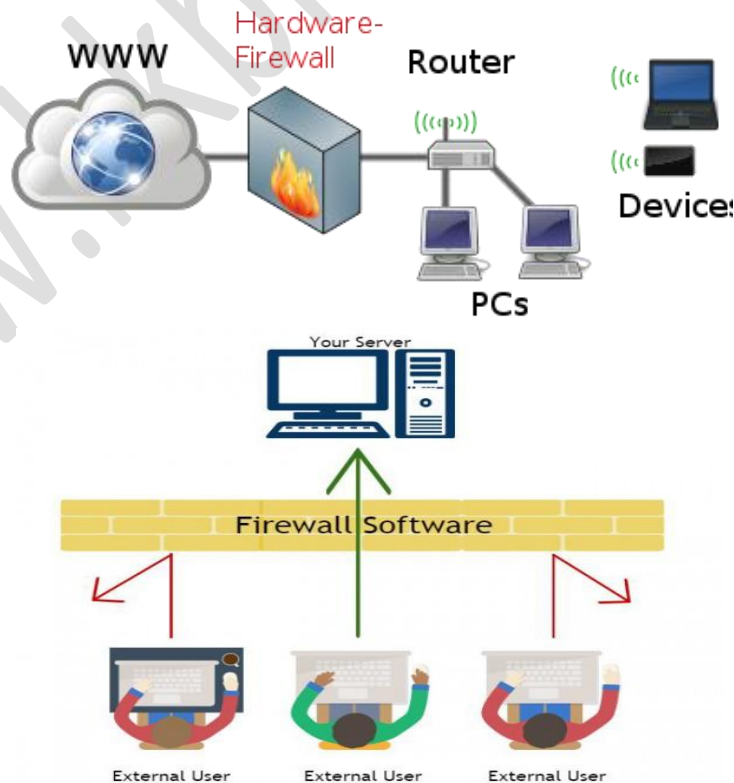 Hardware-
Firewall
WWW
Router
Devices
PCs
Your Server
Firewall Software
External User
External User
External User